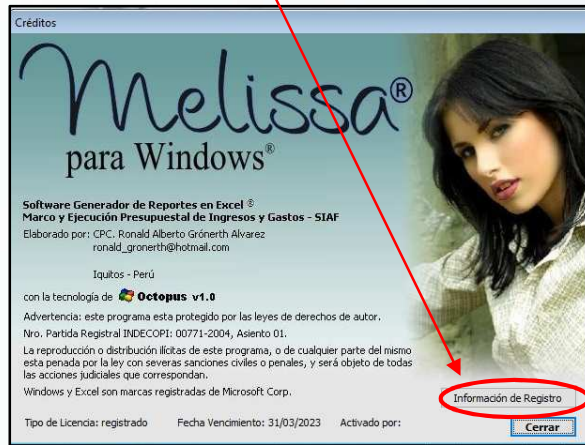 Créditos
Melissa®
para Windows®
Software Generador de Reportes en Excel ®
Marco y Ejecución Presupuestal de Ingresos y Gastos - SIAF
Elaborado por: CPC. Ronald Alberto Grónerth Alvarez
ronald_gronerth@hotmail.com
Iquitos - Perú
con la tecnología de Octopus v1.0
Advertencia: este programa esta protegido por las leyes de derechos de autor.
Nro. Partida Registral INDECOPI: 00771-2004, Asiento 01.
La reproducción o distribución ilícitas de este programa, o de cualquier parte del mismo
esta penada por la ley con severas sanciones civiles o penales, y será objeto de todas
las acciones judiciales que correspondan.
Windows y Excel son marcas registradas de Microsoft Corp.
Información de Registro
Tipo de Licencia: registrado Fecha Vencimiento: 31/03/2023 Activado por:
Cerrar